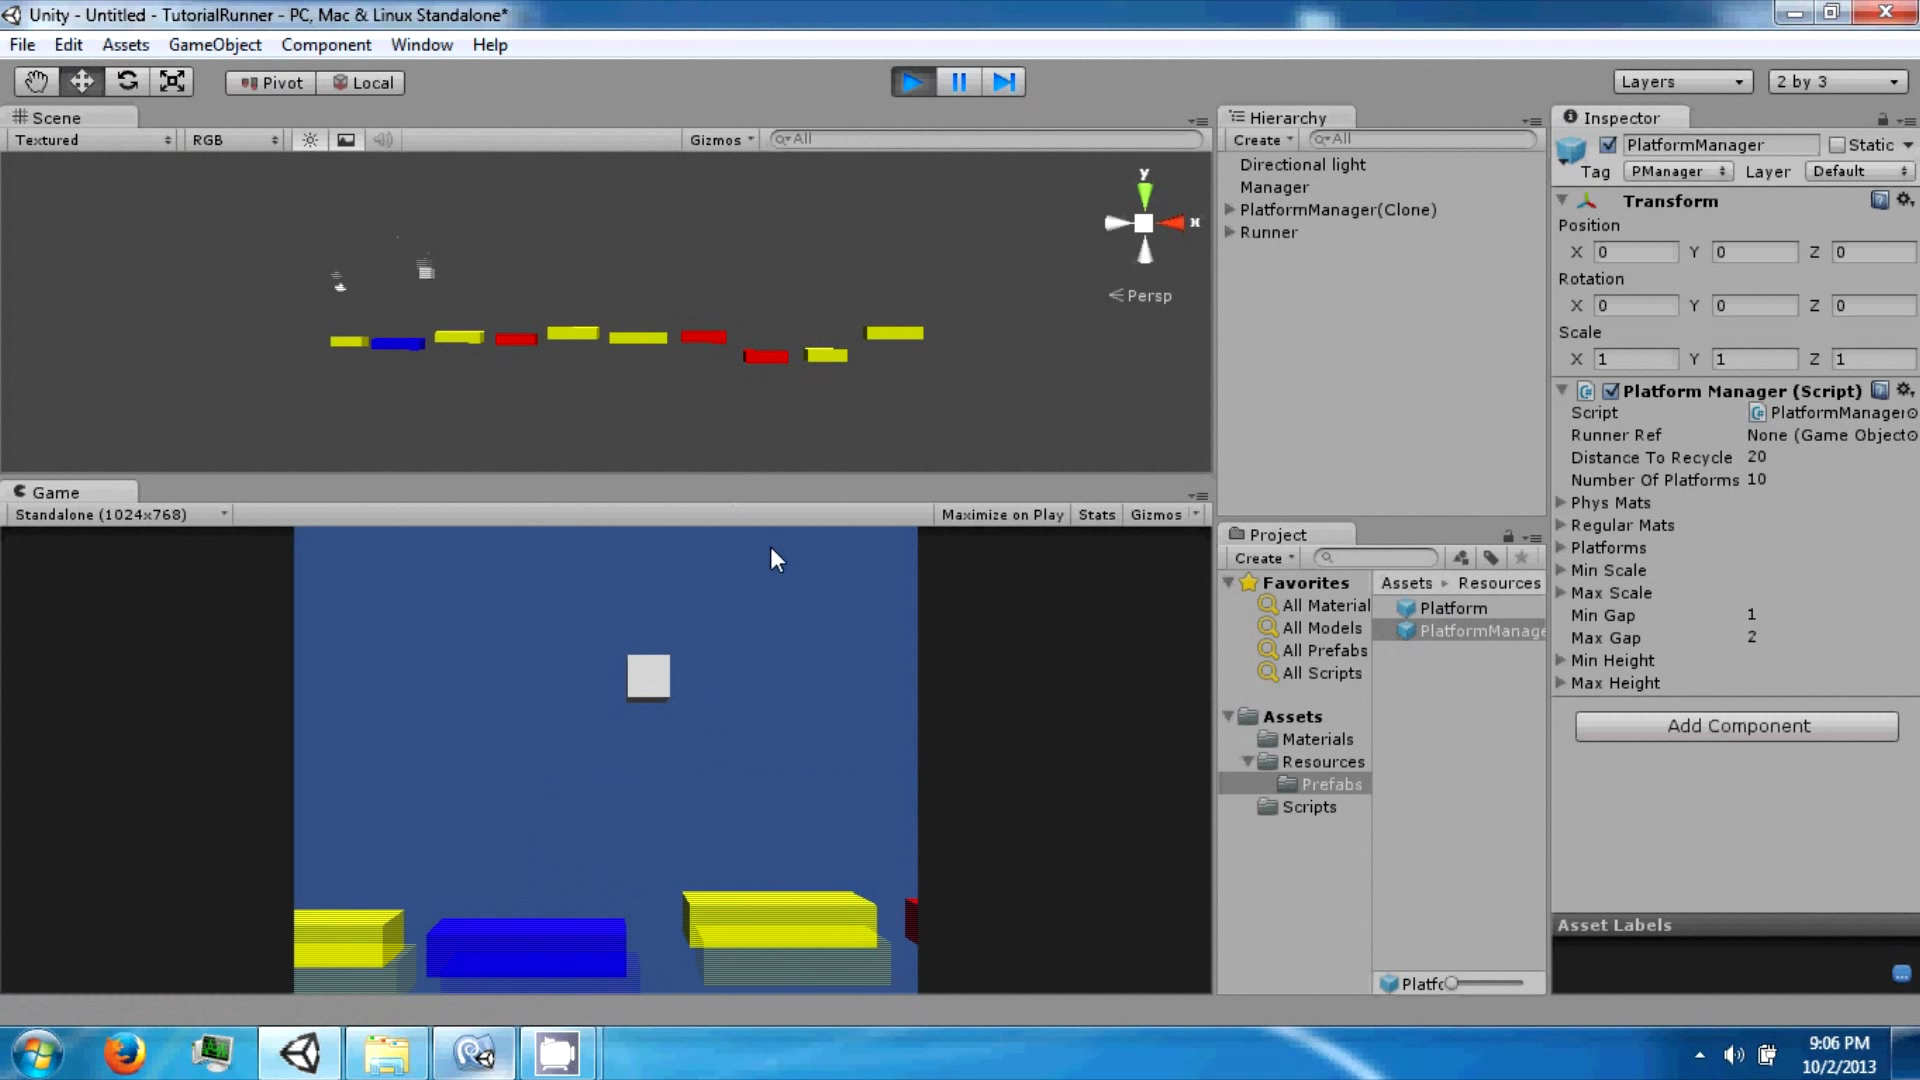 Unity - Untitled - TutorialRunner - PC, Mac & Linux Standalone*
File Edit Assets GameObject Component Window Help
Pivot Local Layers 2 by 3
Scene
Textured RGB Gizmos All
y
x
Persp
Game
Standalone (1024x768) Maximize on Play Stats Gizmos
Hierarchy
Create All
Directional light
Manager
PlatformManager(Clone)
Runner
Project
Create
Favorites
All Material
All Models
All Prefabs
All Scripts
Assets
Materials
Resources
Prefabs
Scripts
Assets Resources
Platform
PlatformManage
Platfo
Inspector
PlatformManager Static
Tag PManager Layer Default
Transform
Position
X 0 Y 0 Z 0
Rotation
X 0 Y 0 Z 0
Scale
X 1 Y 1 Z 1
Platform Manager (Script)
Script PlatformManager
Runner Ref None (Game Object
Distance To Recycle 20
Number Of Platforms 10
Phys Mats
Regular Mats
Platforms
Min Scale
Max Scale
Min Gap 1
Max Gap 2
Min Height
Max Height
Add Component
Asset Labels
9:06 PM
10/2/2013